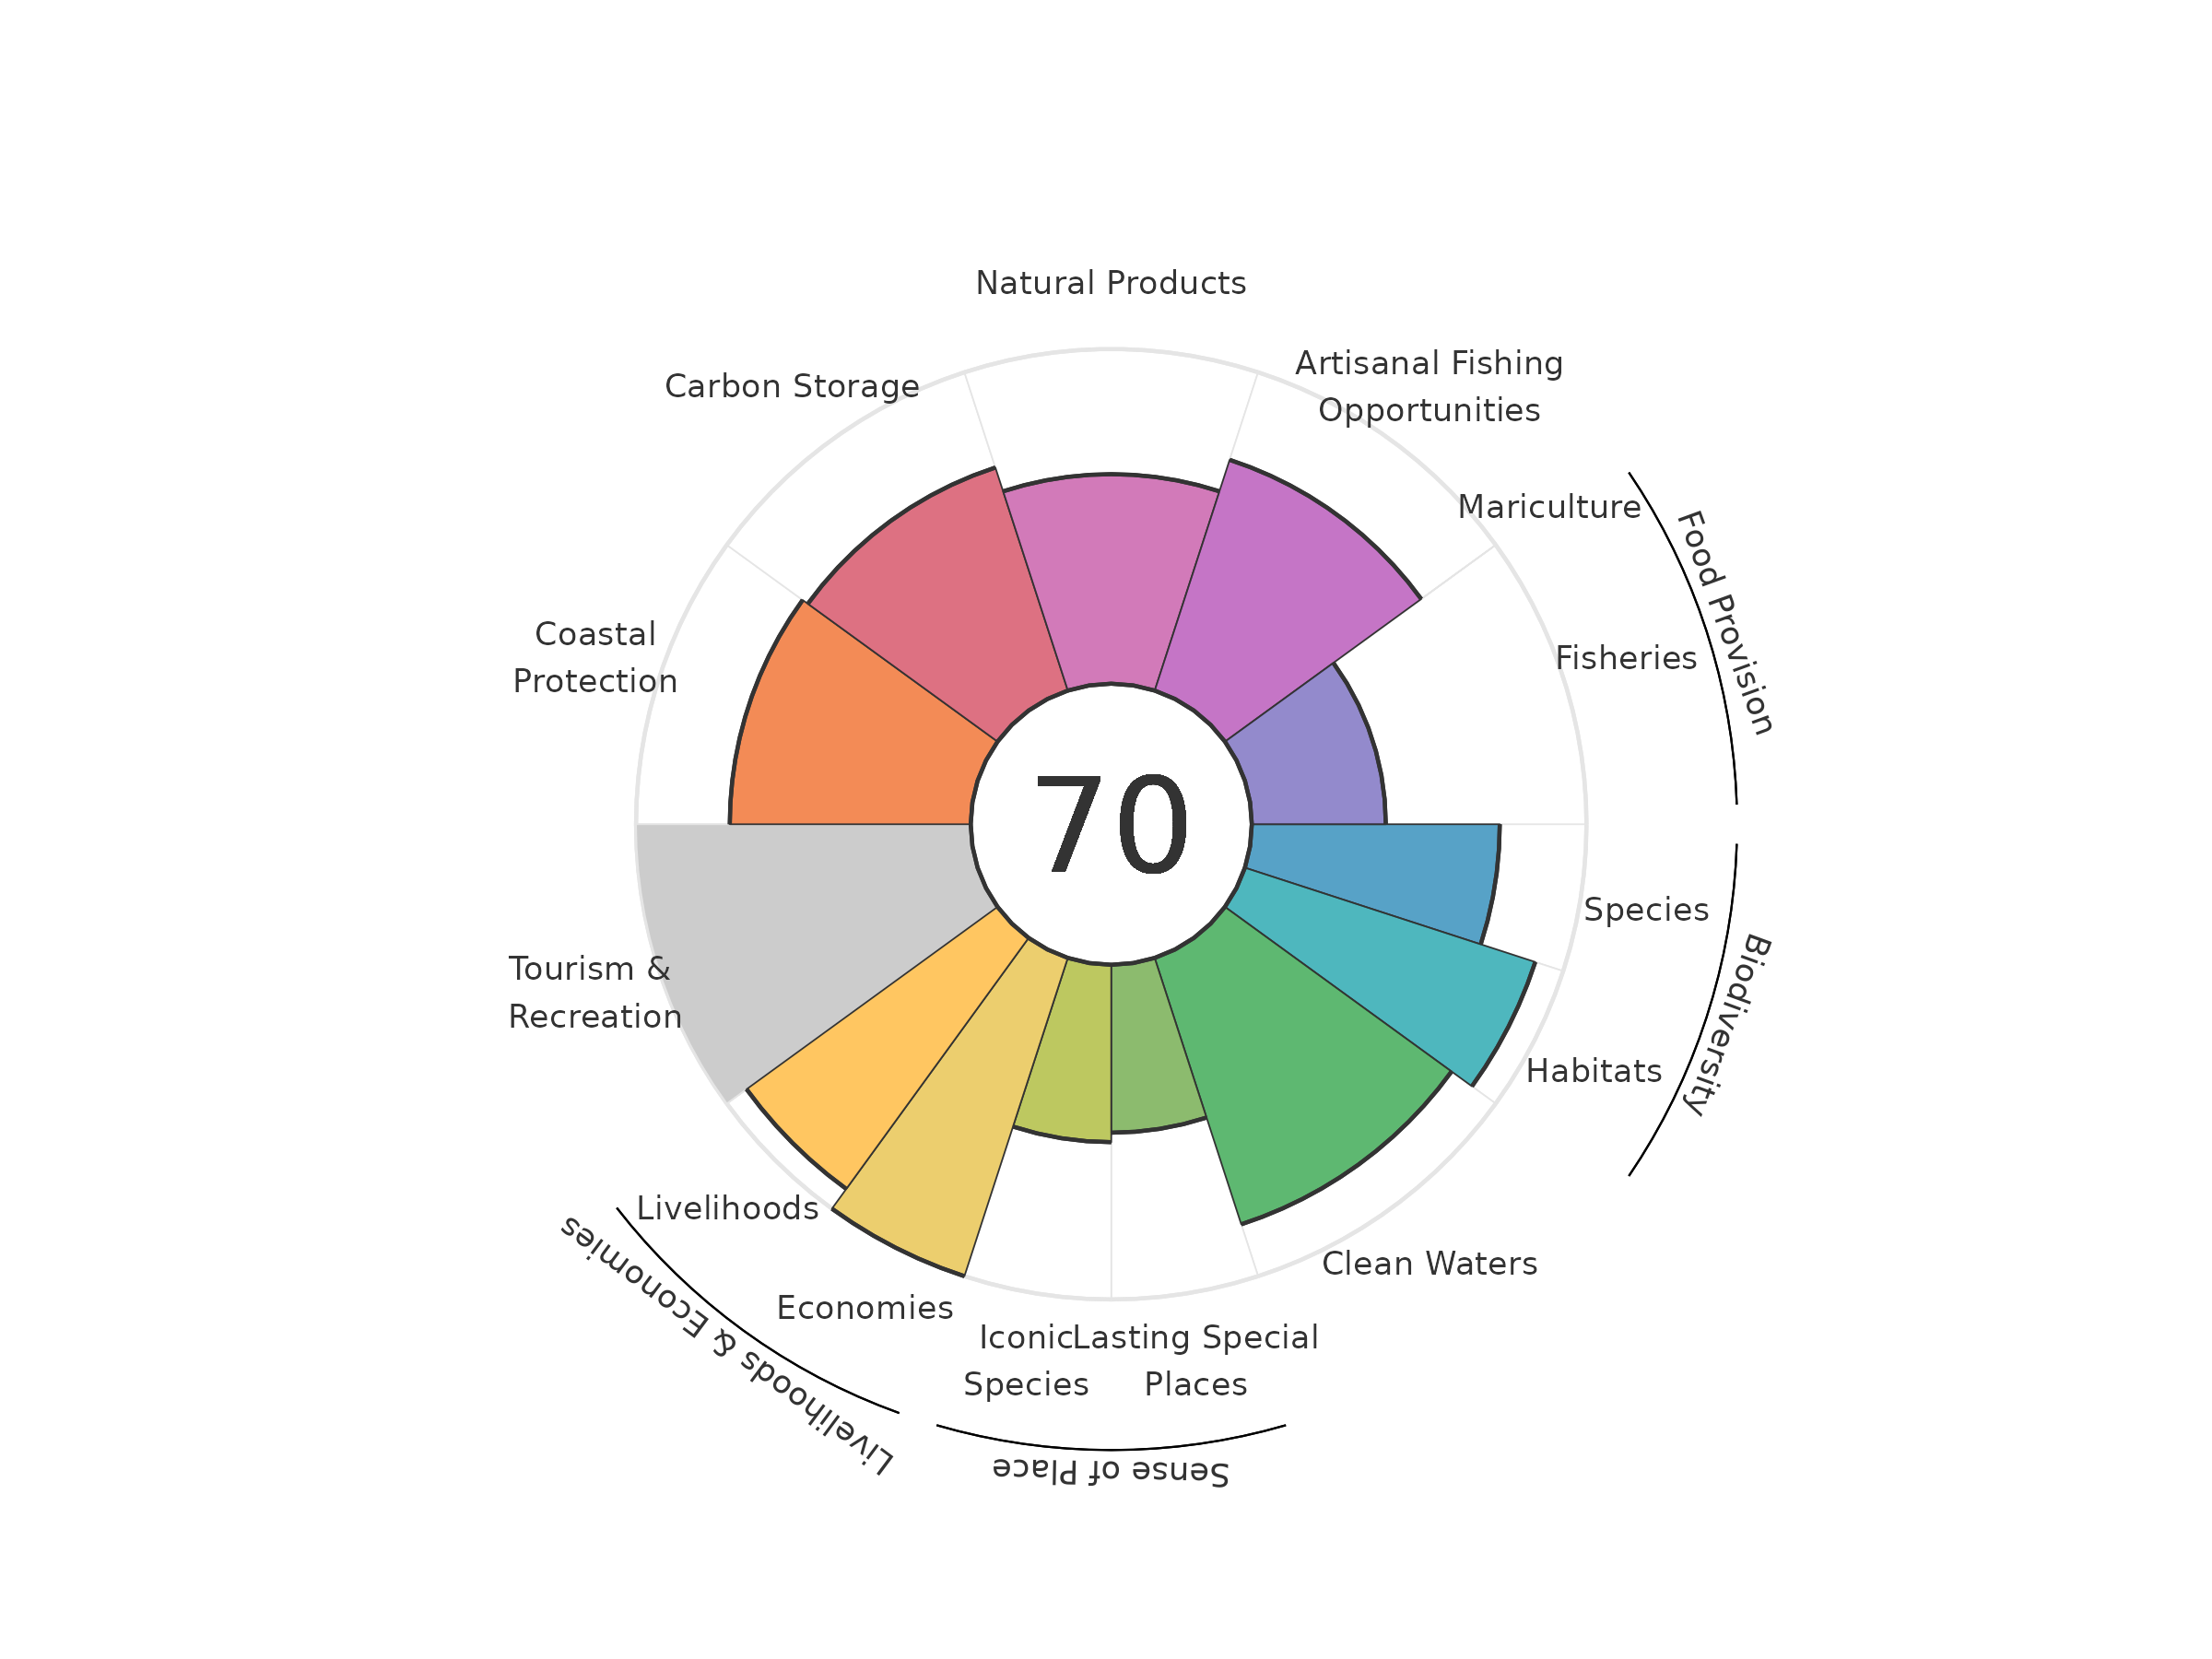 Natural Products
Artisanal Fishing
Opportunities
Carbon Storage
Mariculture
Food Provision
Coastal
Protection
Fisheries
70
Species
Biodiversity
Tourism &
Recreation
Habitats
Livelihoods
Clean Waters
Economies
Livelihoods & Economies
Iconic
Species
Lasting Special
Places
Sense of Place